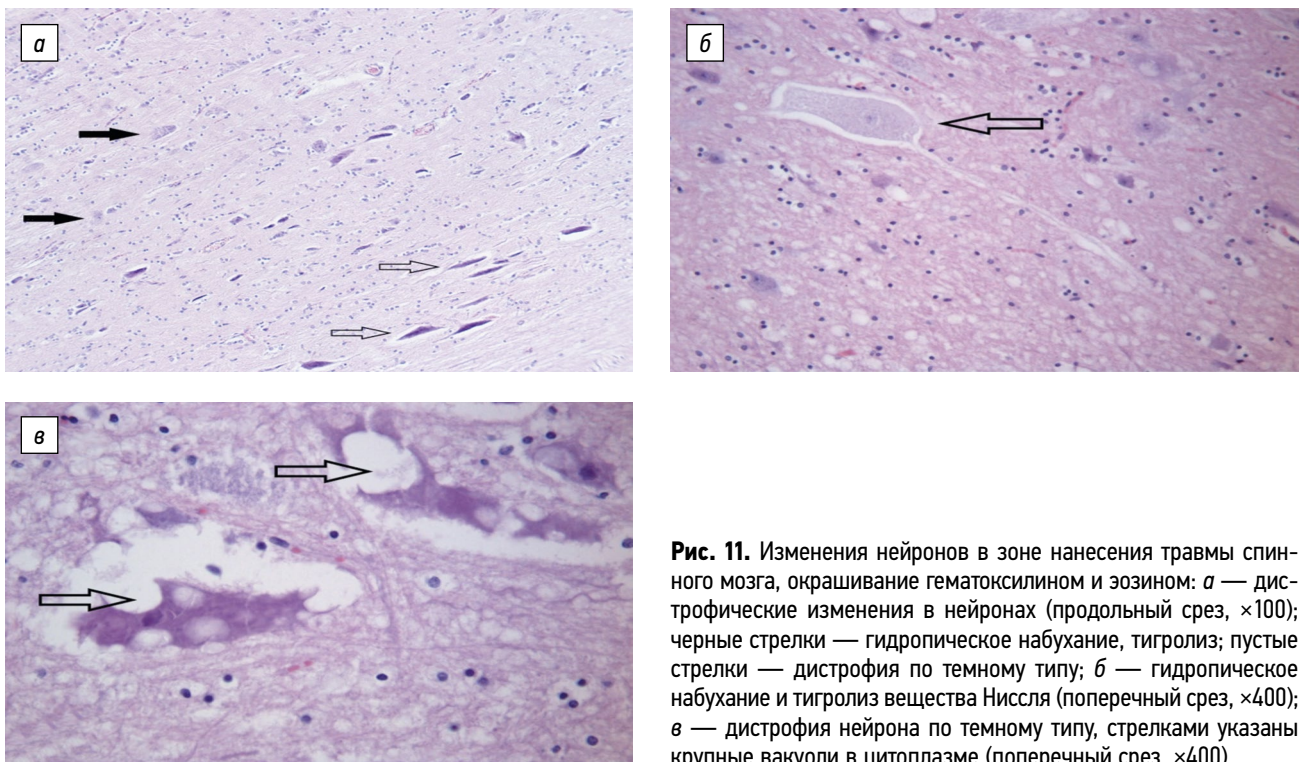 а
б
в
Рис. 11. Изменения нейронов в зоне нанесения травмы спин-
ного мозга, окрашивание гематоксилином и эозином: а — дис-
трофические изменения в нейронах (продольный срез, ×100);
черные стрелки — гидропическое набухание, тигролиз; пустые
стрелки — дистрофия по темному типу; б — гидропическое
набухание и тигролиз вещества Ниссля (поперечный срез, ×400);
в — дистрофия нейрона по темному типу, стрелками указаны
крупные вакуоли в цитоплазме (поперечный срез, ×400)